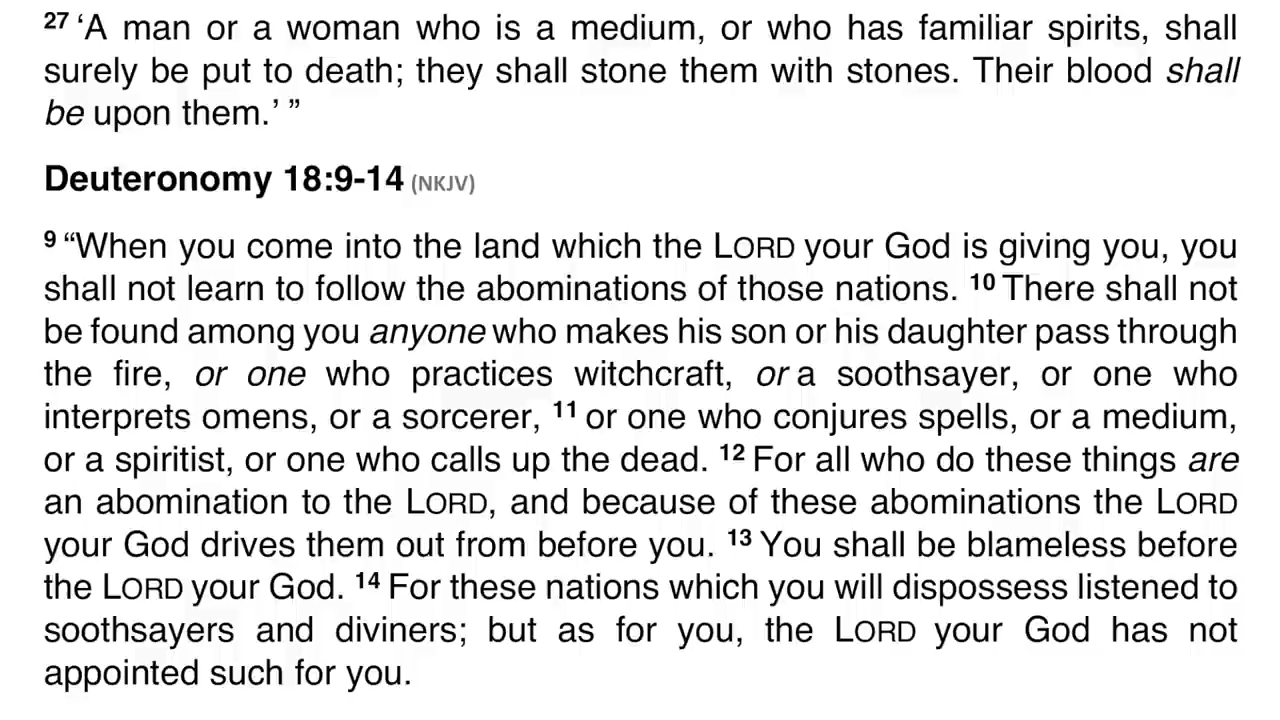 27 ‘A man or a woman who is a medium, or who has familiar spirits, shall
surely be put to death; they shall stone them with stones. Their blood shall
be upon them.’ ”
Deuteronomy 18:9-14 (NKJV)
9 “When you come into the land which the LORD your God is giving you, you
shall not learn to follow the abominations of those nations. 10 There shall not
be found among you anyone who makes his son or his daughter pass through
the fire, or one who practices witchcraft, or a soothsayer, or one who
interprets omens, or a sorcerer, 11 or one who conjures spells, or a medium,
or a spiritist, or one who calls up the dead. 12 For all who do these things are
an abomination to the LORD, and because of these abominations the LORD
your God drives them out from before you. 13 You shall be blameless before
the LORD your God. 14 For these nations which you will dispossess listened to
soothsayers and diviners; but as for you, the LORD your God has not
appointed such for you.